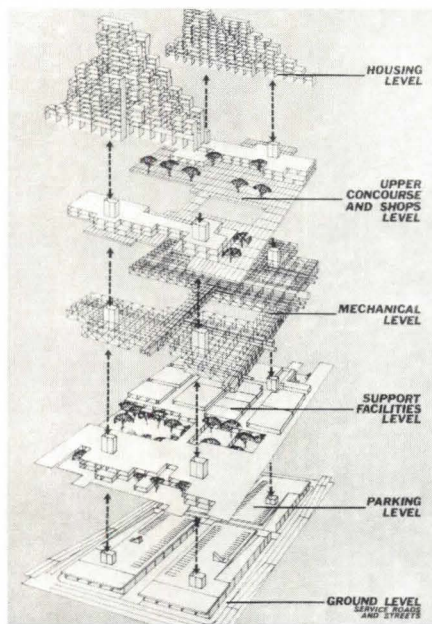 HOUSING
LEVEL
UPPER
CONCOURSE
AND SHOPS
LEVEL
MECHANICAL
LEVEL
SUPPORT
FACILITIES
LEVEL
PARKING
LEVEL
GROUND LEVEL
SERVICE ROADS
AND STREETS